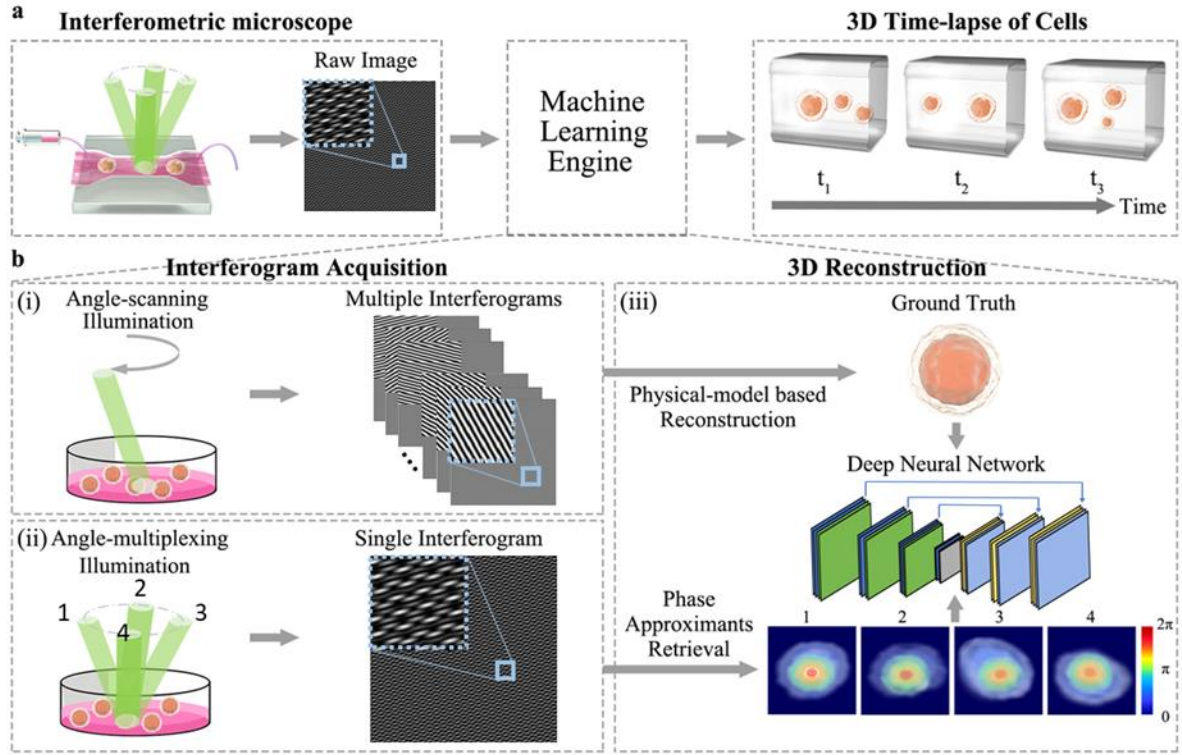 a
Interferometric microscope
3D Time-lapse of Cells
Raw Image
Machine
Learning
Engine
t1
t2
t3
Time
b
Interferogram Acquisition
3D Reconstruction
(i)
Angle-scanning
Illumination
Multiple Interferograms
(iii)
Ground Truth
Physical-model based
Reconstruction
Deep Neural Network
(ii)
Angle-multiplexing
Illumination
1
2
3
4
Single Interferogram
Phase
Approximants
Retrieval
1
2
3
4
2π
π
0